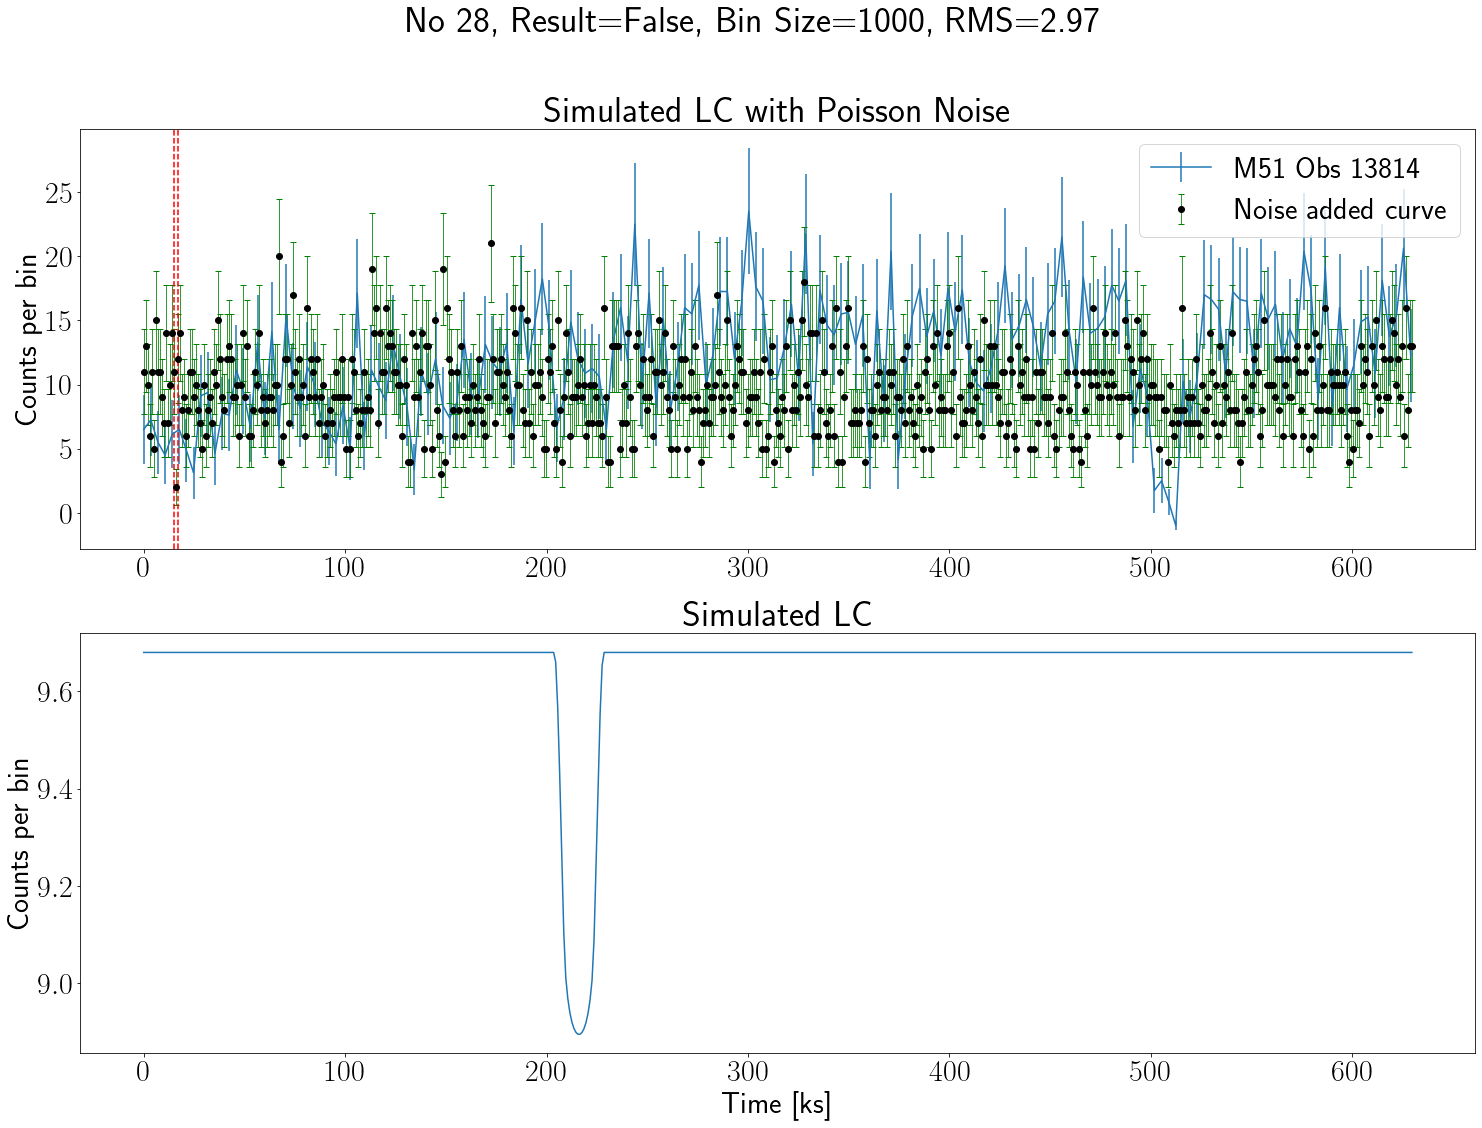 No 28, Result=False, Bin Size=1000, RMS=2.97
Simulated LC with Poisson Noise
Counts per bin
25
20
15
10
5
0
M51 Obs 13814
Noise added curve
0 100 200 300 400 500 600
Simulated LC
Counts per bin
9.6
9.4
9.2
9.0
0 100 200 300 400 500 600
Time [ks]